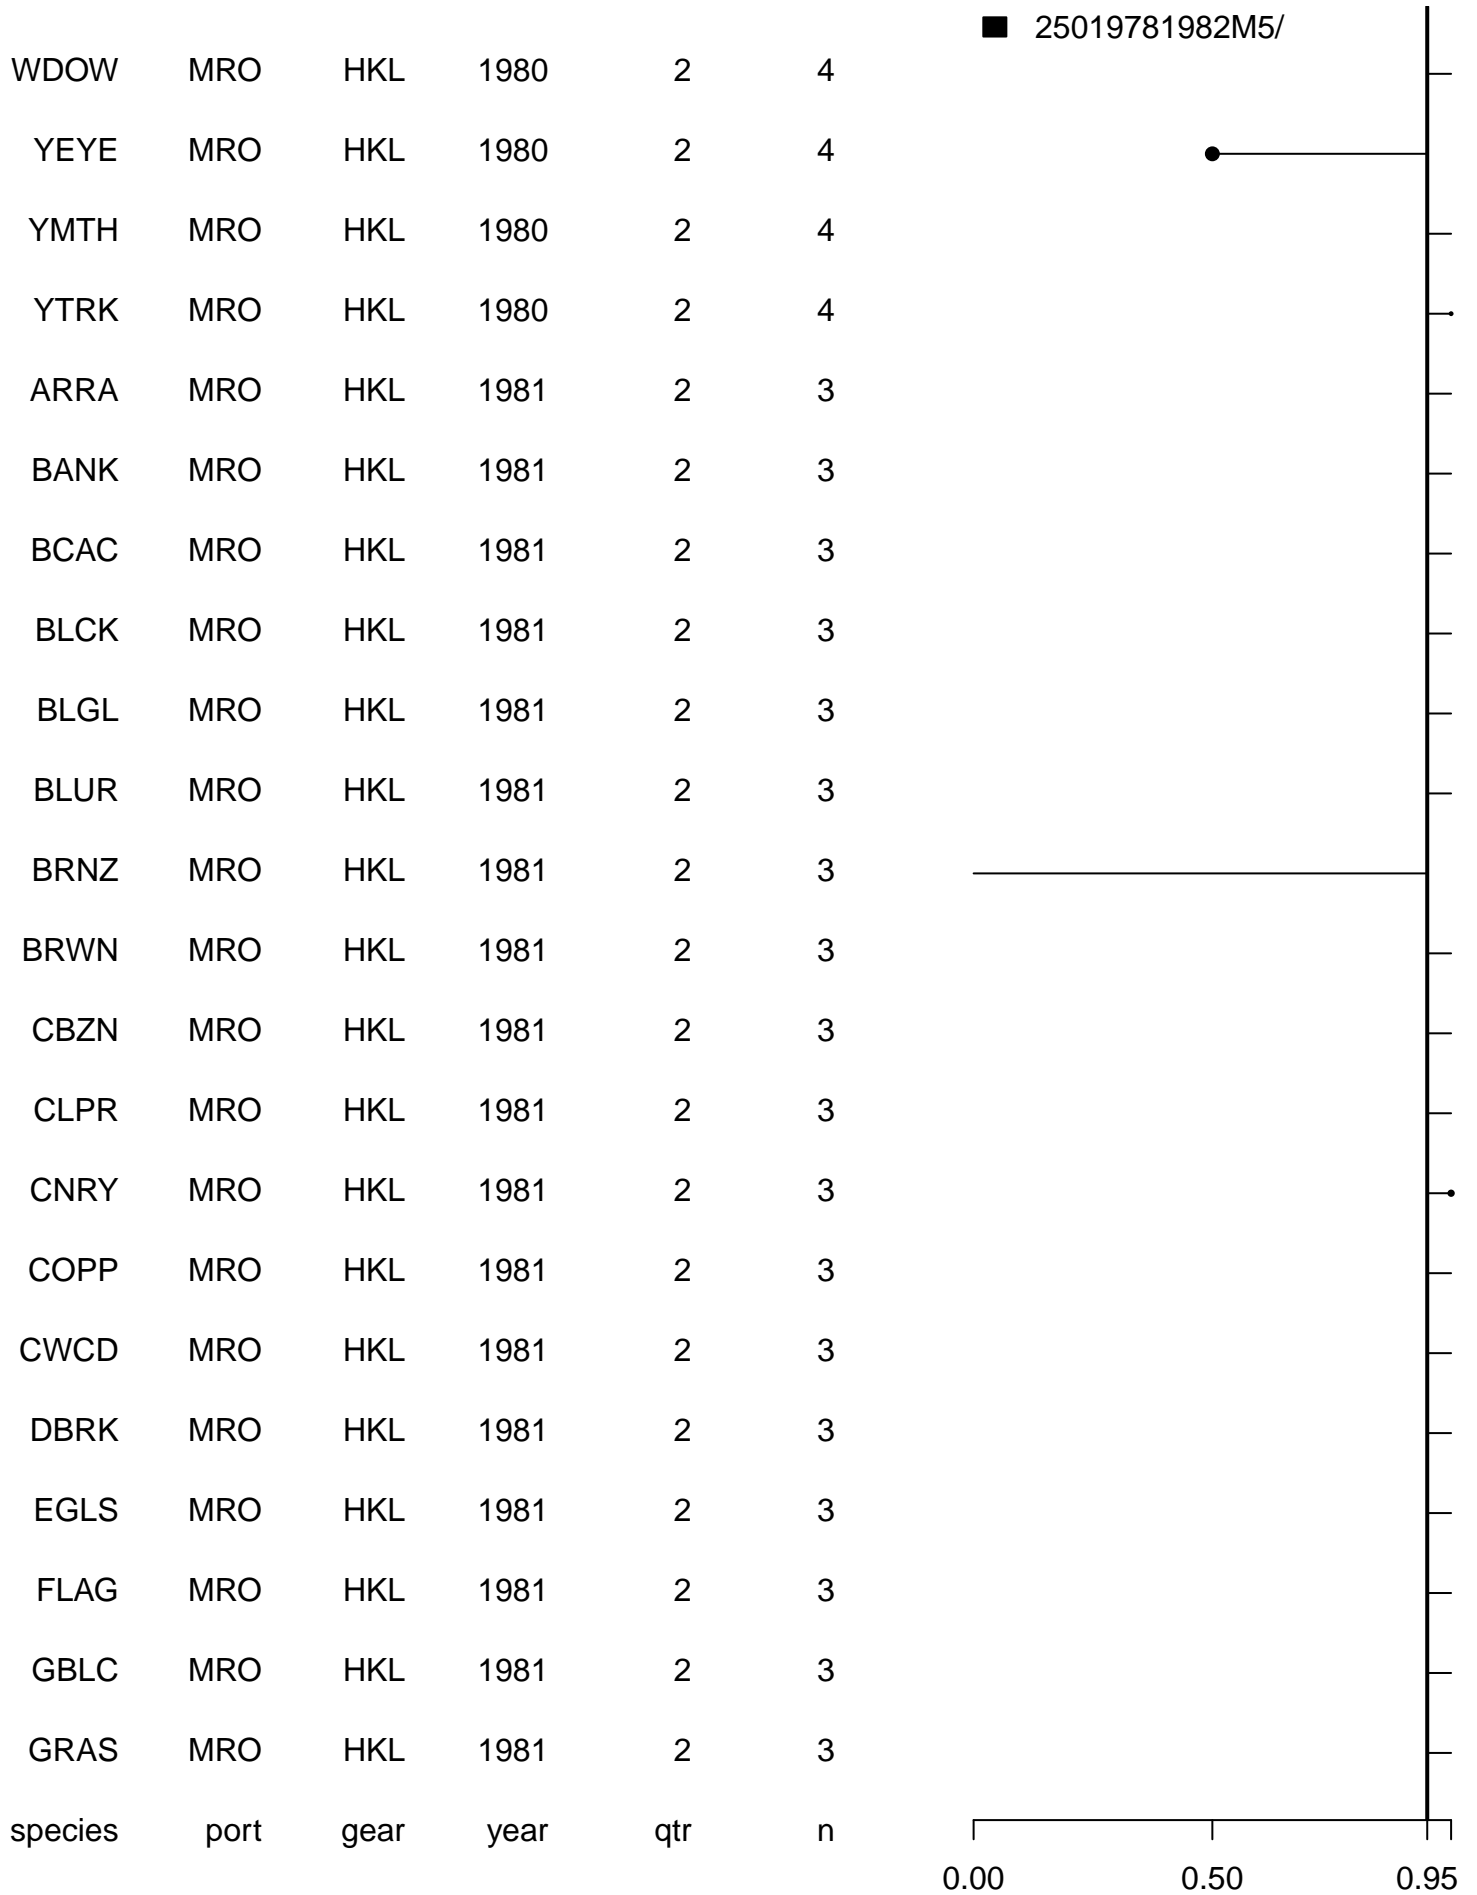 25019781982M5/
WDOW MRO HKL 1980 2 4
YEYE MRO HKL 1980 2 4
YMTH MRO HKL 1980 2 4
YTRK MRO HKL 1980 2 4
ARRA MRO HKL 1981 2 3
BANK MRO HKL 1981 2 3
BCAC MRO HKL 1981 2 3
BLCK MRO HKL 1981 2 3
BLGL MRO HKL 1981 2 3
BLUR MRO HKL 1981 2 3
BRNZ MRO HKL 1981 2 3
BRWN MRO HKL 1981 2 3
CBZN MRO HKL 1981 2 3
CLPR MRO HKL 1981 2 3
CNRY MRO HKL 1981 2 3
COPP MRO HKL 1981 2 3
CWCD MRO HKL 1981 2 3
DBRK MRO HKL 1981 2 3
EGLS MRO HKL 1981 2 3
FLAG MRO HKL 1981 2 3
GBLC MRO HKL 1981 2 3
GRAS MRO HKL 1981 2 3
species port gear year qtr n
0.00 0.50 0.95